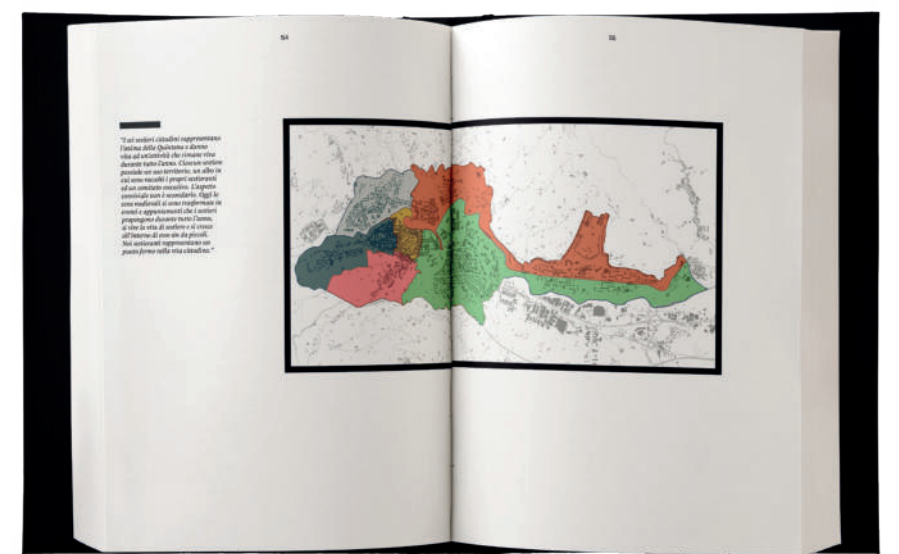 154
"I sei sestieri cittadini rappresentano
l'anima della Quintana e danno
vita ad un'attività che rimane viva
durante tutto l'anno. Ciascun sestiere
possiede un suo territorio, un albo in
cui sono raccolti i propri sestieranti
ed un comitato esecutivo. L'aspetto
conviviale non è secondario. Oggi le
cene medievali si sono trasformate in
eventi e appuntamenti che i sestieri
propongono durante tutto l'anno,
si vive la vita di sestiere e si cresce
all'interno di esso sin da piccoli.
Noi sestieranti rappresentiamo un
punto fermo nella vita cittadina."